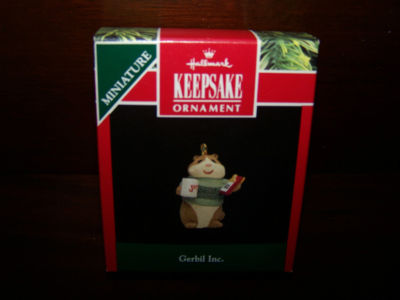 MINIATURE
Hallmark
KEEPSAKE
ORNAMENT
Gerbil Inc.